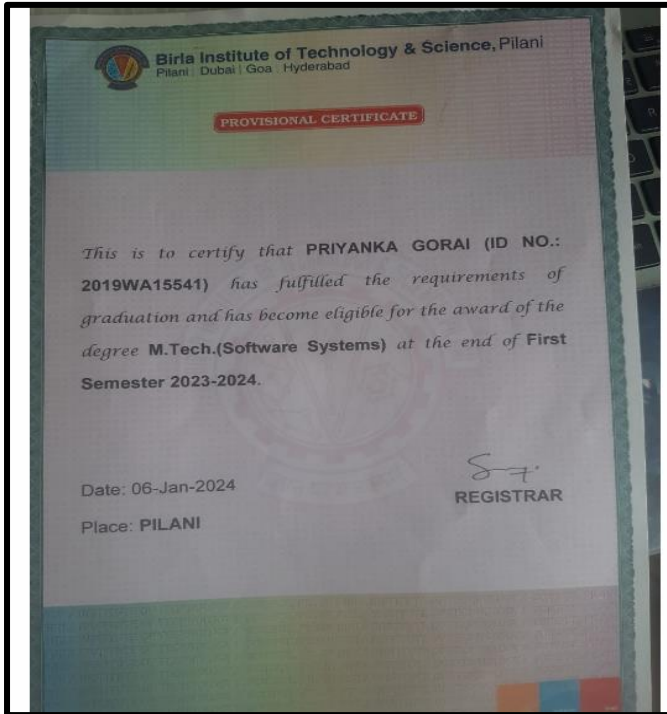 Birla Institute of Technology & Science, Pilani
Pilani | Dubai | Goa | Hyderabad
PROVISIONAL CERTIFICATE
This is to certify that PRIYANKA GORAI (ID NO.:
2019WA15541) has fulfilled the requirements of
graduation and has become eligible for the award of the
degree M.Tech.(Software Systems) at the end of First
Semester 2023-2024.
Date: 06-Jan-2024
REGISTRAR
Place: PILANI